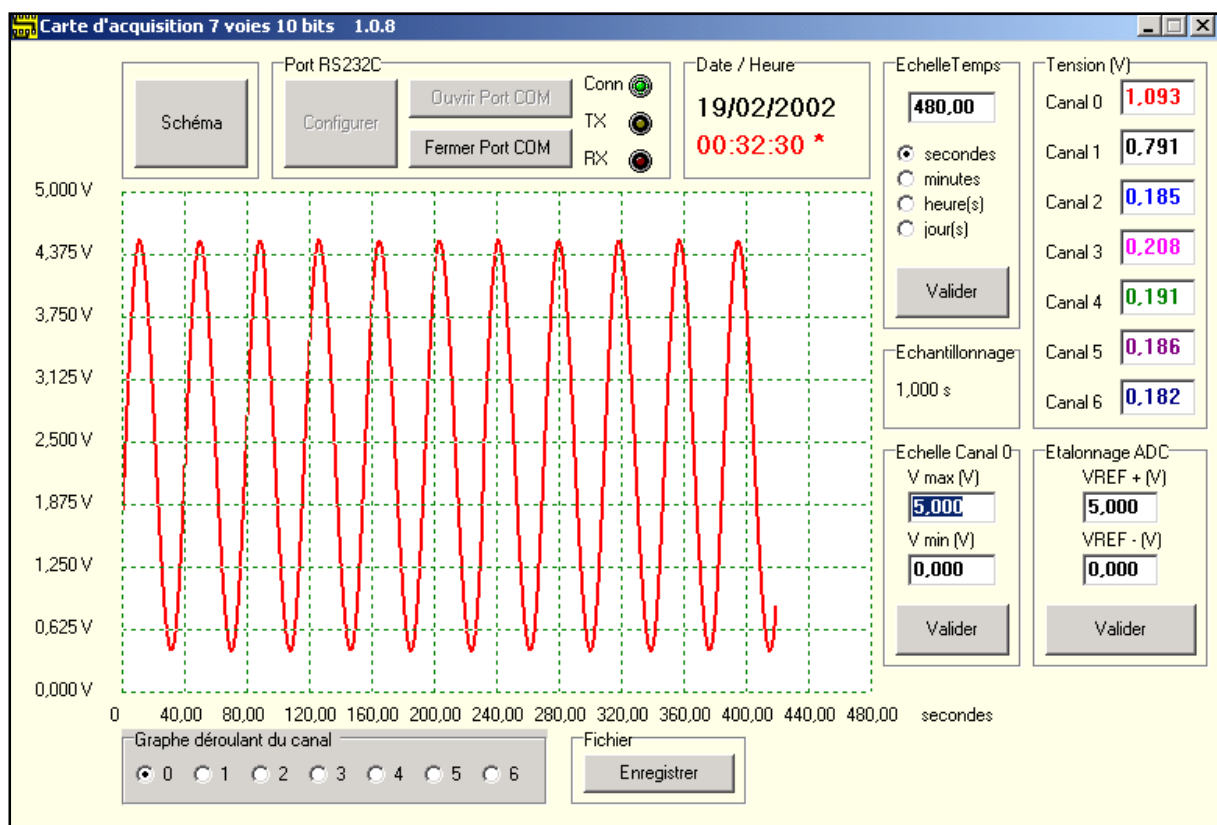 Carte d'acquisition 7 voies 10 bits 1.0.8
Schéma
Port RS232C
Configurer
Ouvrir Port COM
Fermer Port COM
Conn
TX
RX
Date / Heure
19/02/2002
00:32:30 *
EchelleTemps
480,00
secondes
minutes
heure(s)
jour(s)
Valider
Tension (V)
Canal 0 1,093
Canal 1 0,791
Canal 2 0,185
Canal 3 0,208
Canal 4 0,191
Canal 5 0,186
Canal 6 0,182
Echantillonnage
1,000 s
Echelle Canal 0
V max (V)
5,000
V min (V)
0,000
Valider
Etalonnage ADC
VREF + (V)
5,000
VREF - (V)
0,000
Valider
5,000 V
4,375 V
3,750 V
3,125 V
2,500 V
1,875 V
1,250 V
0,625 V
0,000 V
0 40,00 80,00 120,00 160,00 200,00 240,00 280,00 320,00 360,00 400,00 440,00 480,00 secondes
Graphe déroulant du canal
0 1 2 3 4 5 6
Fichier
Enregistrer